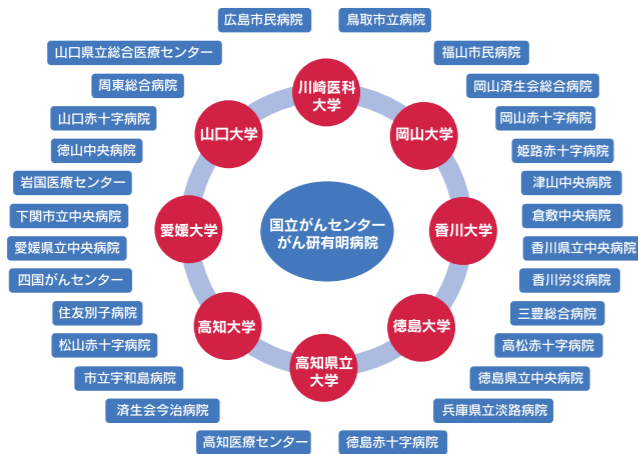 広島市民病院
鳥取市立病院
山口県立総合医療センター
福山市民病院
周東総合病院
川崎医科
大学
岡山済生会総合病院
山口赤十字病院
山口大学
岡山大学
岡山赤十字病院
徳山中央病院
姫路赤十字病院
岩国医療センター
津山中央病院
下関市立中央病院
愛媛大学
国立がんセンター
がん研有明病院
香川大学
倉敷中央病院
愛媛県立中央病院
香川県立中央病院
四国がんセンター
香川労災病院
住友別子病院
高知大学
徳島大学
三豊総合病院
松山赤十字病院
高松赤十字病院
市立宇和島病院
高知県立
大学
徳島県立中央病院
済生会今治病院
兵庫県立淡路病院
高知医療センター
徳島赤十字病院